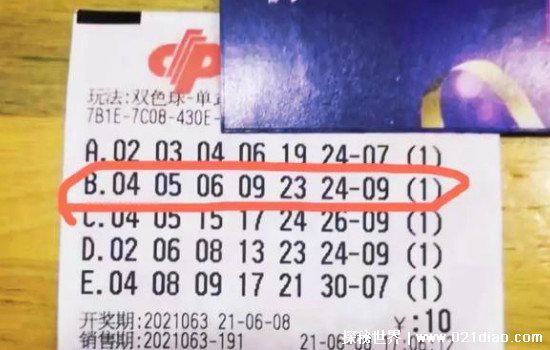 玩法:双色球-单
7B1E-7C08-430E-
A.02 03 04 06 19 24-07 (1)
B.04 05 06 09 23 24-09 (1)
C.04 05 15 17 24 26-09 (1)
D.02 06 08 13 23 24-09 (1)
E.04 08 09 17 21 30-07 (1)
开奖期:2021063 21-06-08 ¥:10
销售期:2021063-191
探秘世界 www.021diao.com